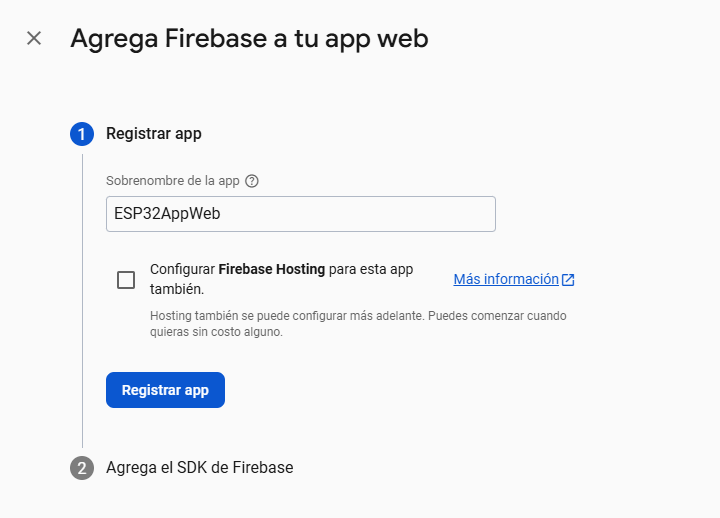 Agrega Firebase a tu app web
1 Registrar app
Sobrenombre de la app
ESP32AppWeb
Configurar Firebase Hosting para esta app
también.
Más información
Hosting también se puede configurar más adelante. Puedes comenzar cuando
quieras sin costo alguno.
Registrar app
2 Agrega el SDK de Firebase